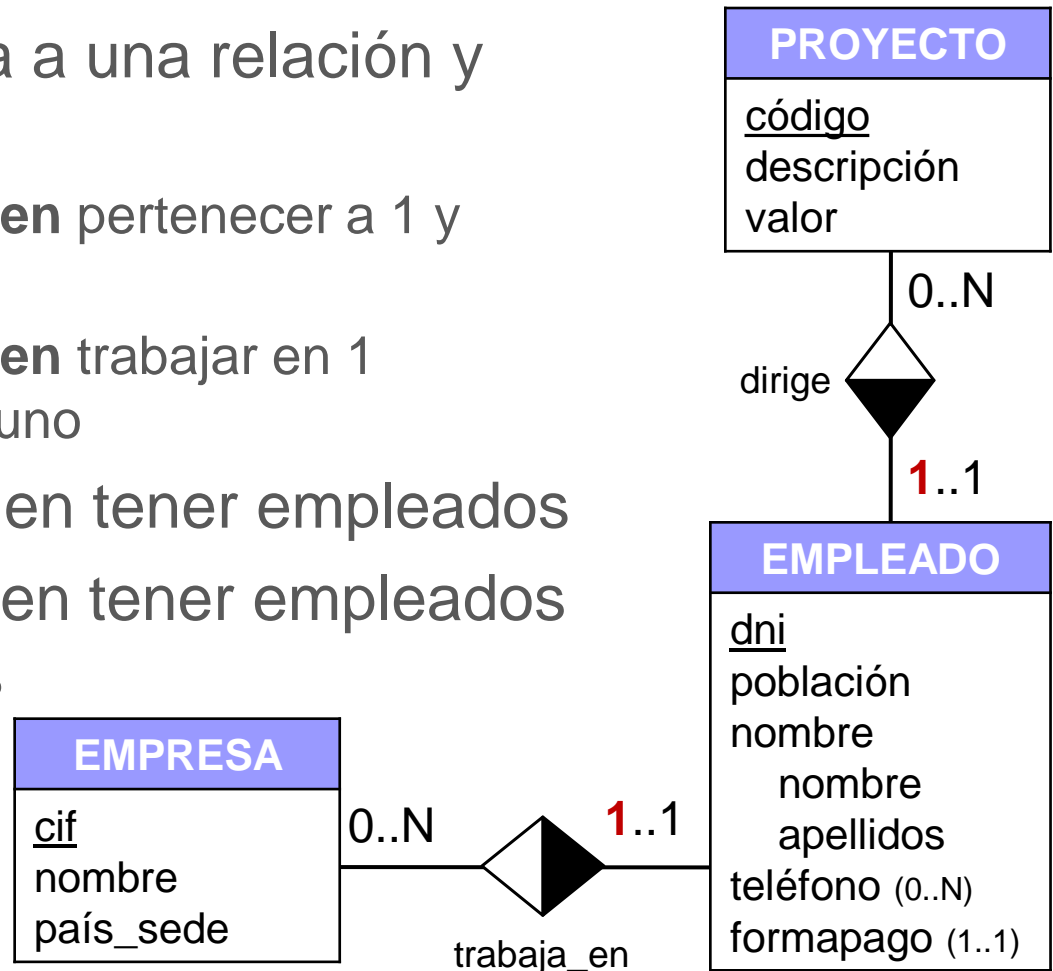 a a una relación y
en pertenecer a 1 y
en trabajar en 1
uno
en tener empleados
en tener empleados
PROYECTO
código
descripción
valor
0..N
dirige
1..1
EMPLEADO
dni
población
nombre
nombre
apellidos
teléfono (0..N)
formapago (1..1)
EMPRESA
cif
nombre
país_sede
0..N
1..1
trabaja_en